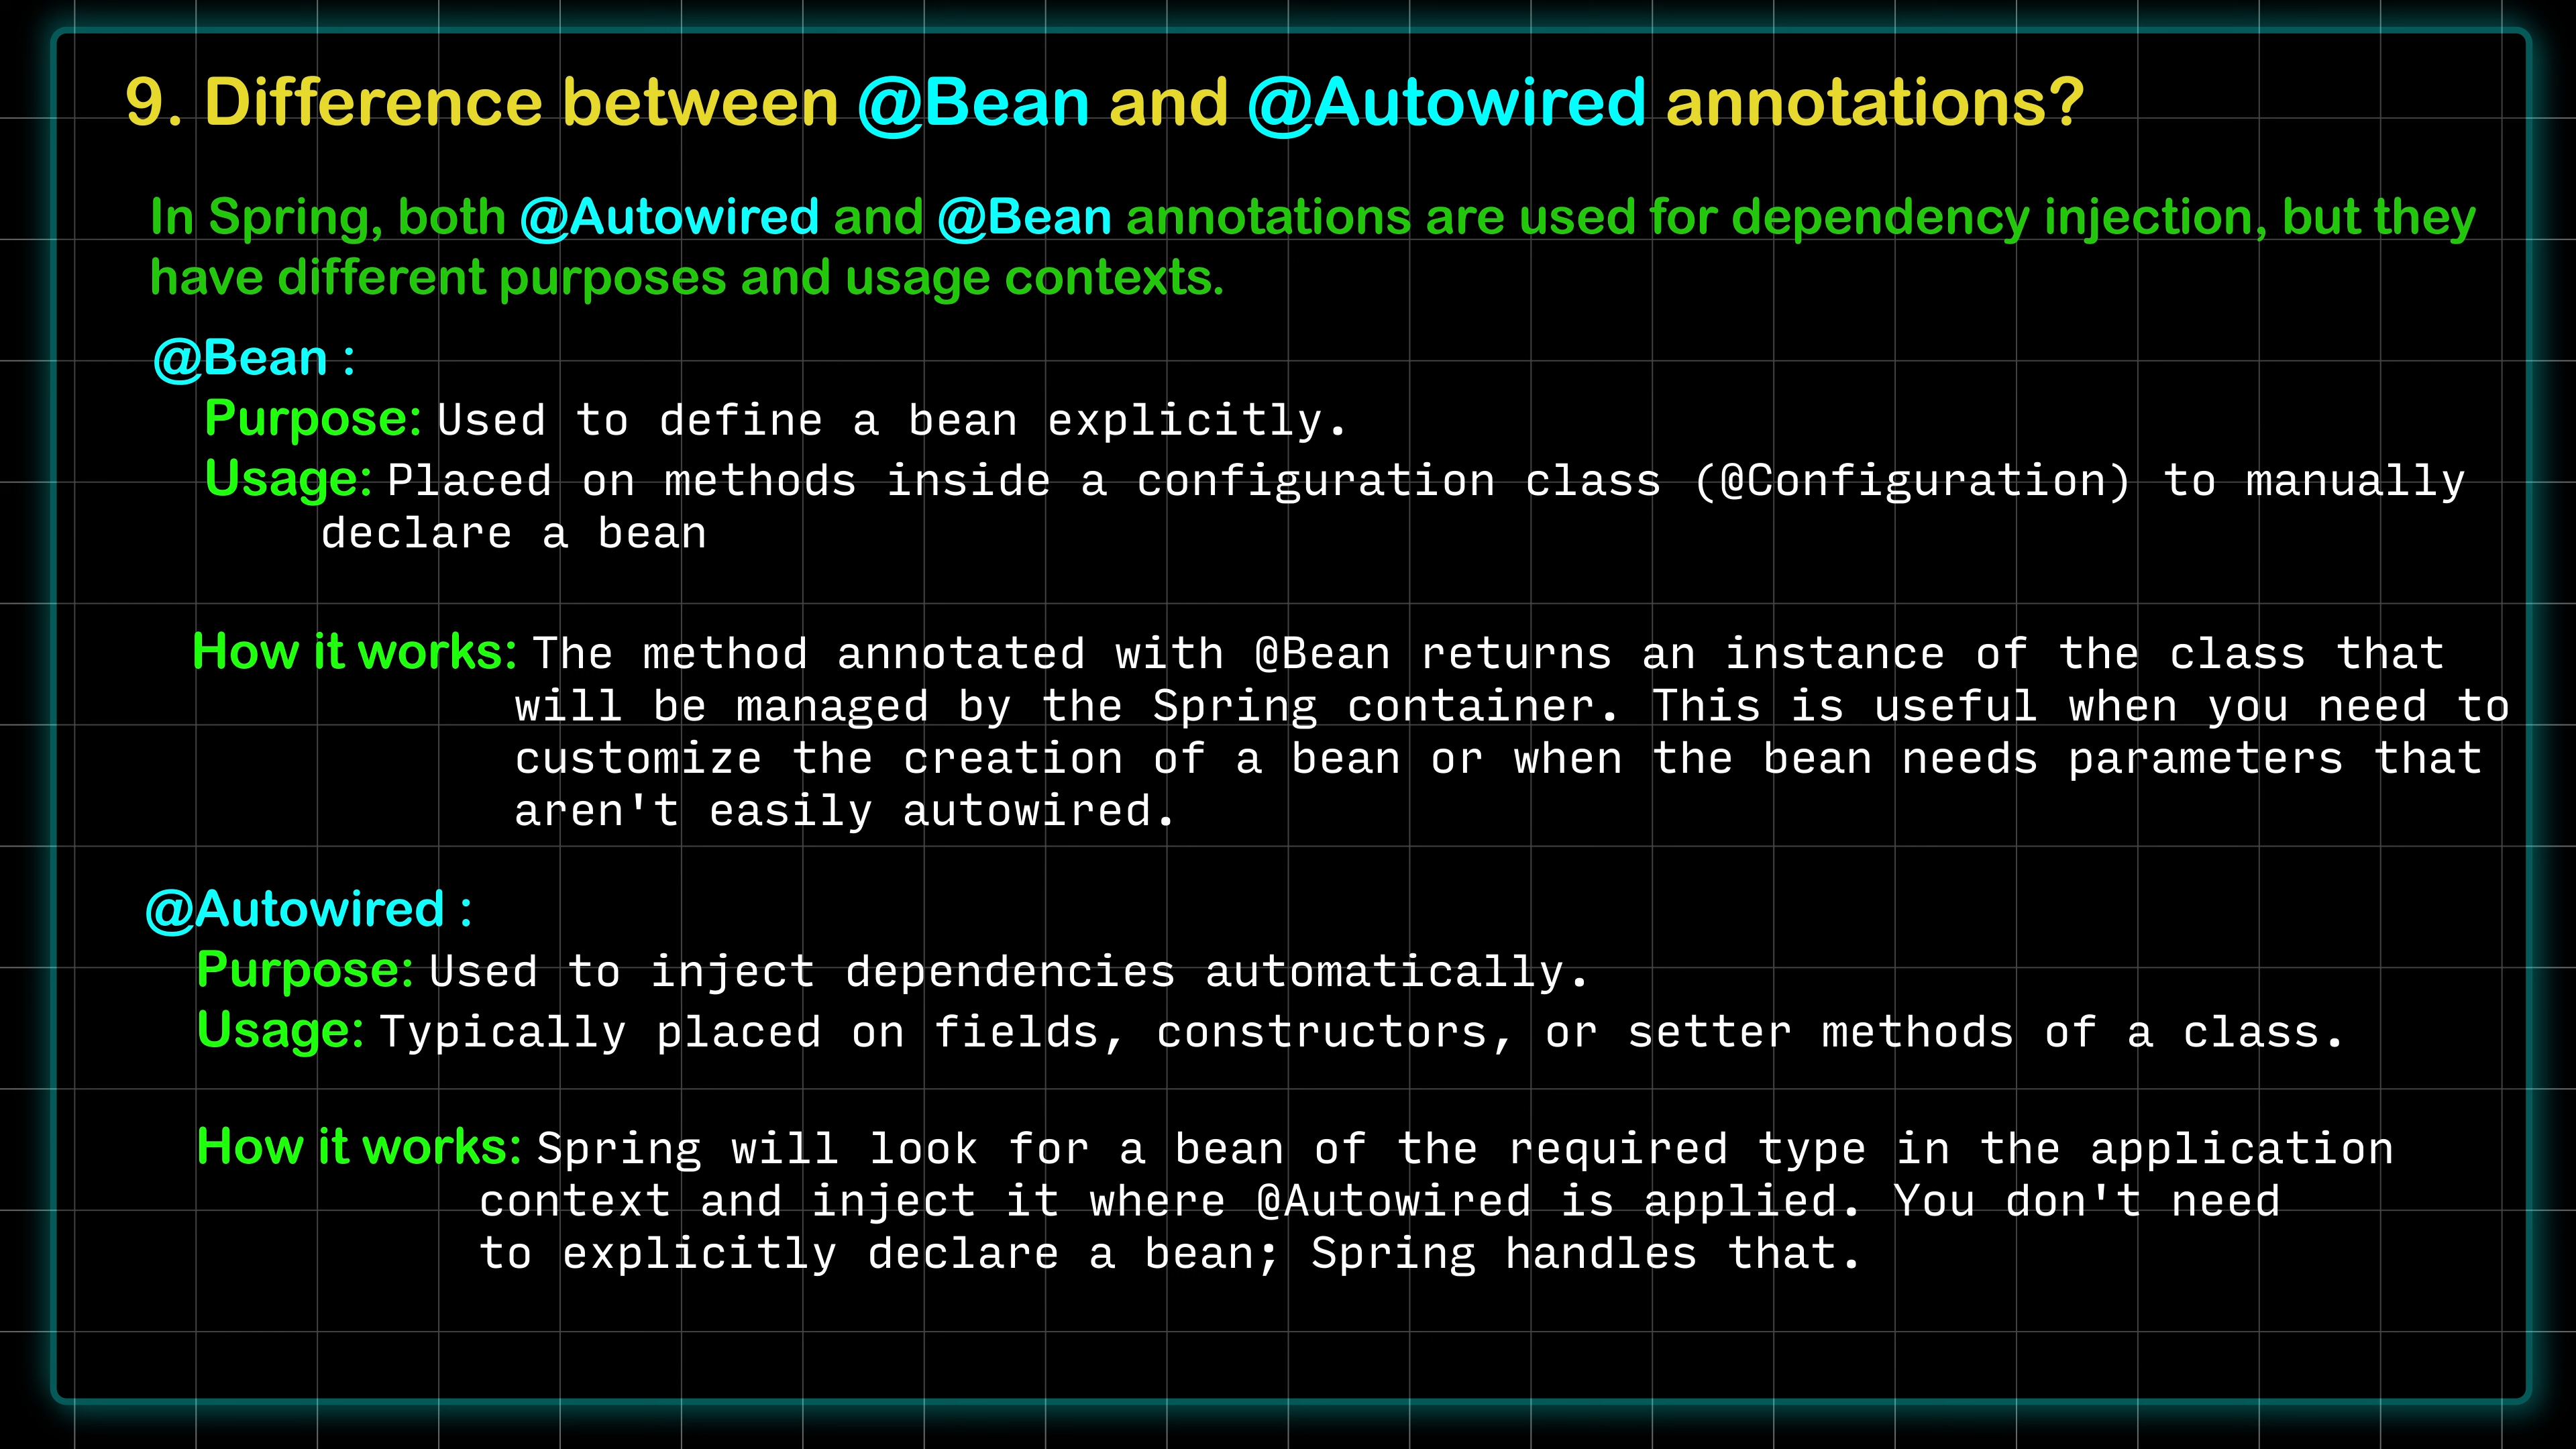 9. Difference between @Bean and @Autowired annotations?
In Spring, both @Autowired and @Bean annotations are used for dependency injection, but they
have different purposes and usage contexts.
@Bean :
Purpose: Used to define a bean explicitly.
Usage: Placed on methods inside a configuration class (@Configuration) to manually
declare a bean
How it works: The method annotated with @Bean returns an instance of the class that
will be managed by the Spring container. This is useful when you need to
customize the creation of a bean or when the bean needs parameters that
aren't easily autowired.
@Autowired :
Purpose: Used to inject dependencies automatically.
Usage: Typically placed on fields, constructors, or setter methods of a class.
How it works: Spring will look for a bean of the required type in the application
context and inject it where @Autowired is applied. You don't need
to explicitly declare a bean; Spring handles that.